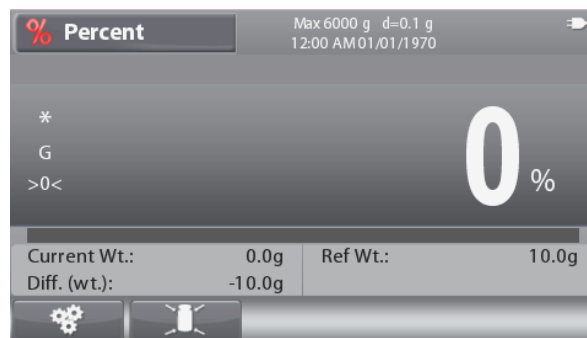 % Percent
Max 6000 g d=0.1 g
12:00 AM 01/01/1970
*
G
>0<
0 %
Current Wt.: 0.0g Ref Wt.: 10.0g
Diff. (wt.): -10.0g